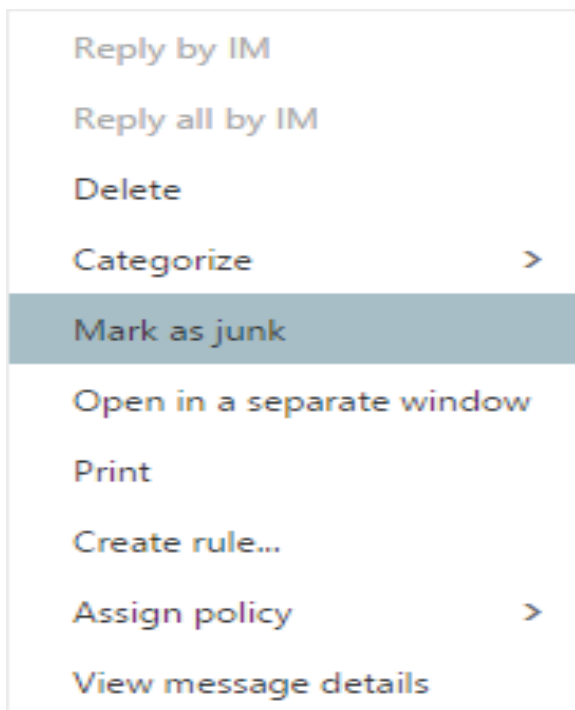 Reply by IM
Reply all by IM
Delete
Categorize >
Mark as junk
Open in a separate window
Print
Create rule...
Assign policy >
View message details